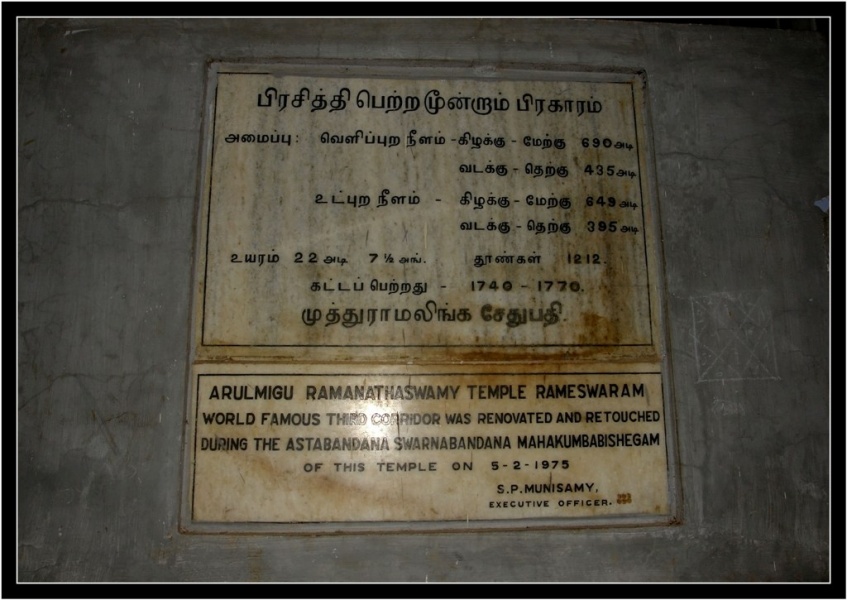 பிரசித்தி பெற்ற மூன்றாம் பிரகாரம்
அமைப்பு: வெளிப்புற நீளம் - கிழக்கு - மேற்கு 690 அடி
வடக்கு - தெற்கு 435 அடி
உட்புற நீளம் - கிழக்கு - மேற்கு 649 அடி
வடக்கு - தெற்கு 395 அடி
உயரம் 22 அடி 7 ½ அங். தூண்கள் 1212.
கட்டப் பெற்றது - 1740 - 1770.
முத்துராமலிங்க சேதுபதி.
ARULMIGU RAMANATHASWAMY TEMPLE RAMESWARAM
WORLD FAMOUS THIRD CORRIDOR WAS RENOVATED AND RETOUCHED
DURING THE ASTABANDANA SWARNABANDANA MAHAKUMBABISHEGAM
OF THIS TEMPLE ON 5-2-1975
S.P.MUNISAMY,
EXECUTIVE OFFICER.